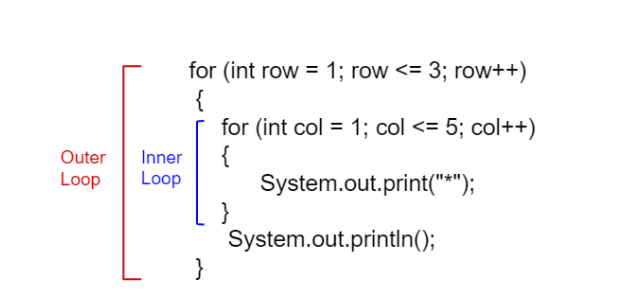 for (int row = 1; row <= 3; row++)
{
for (int col = 1; col <= 5; col++)
Outer Loop
Inner Loop
{
System.out.print("*");
}
System.out.println();
}